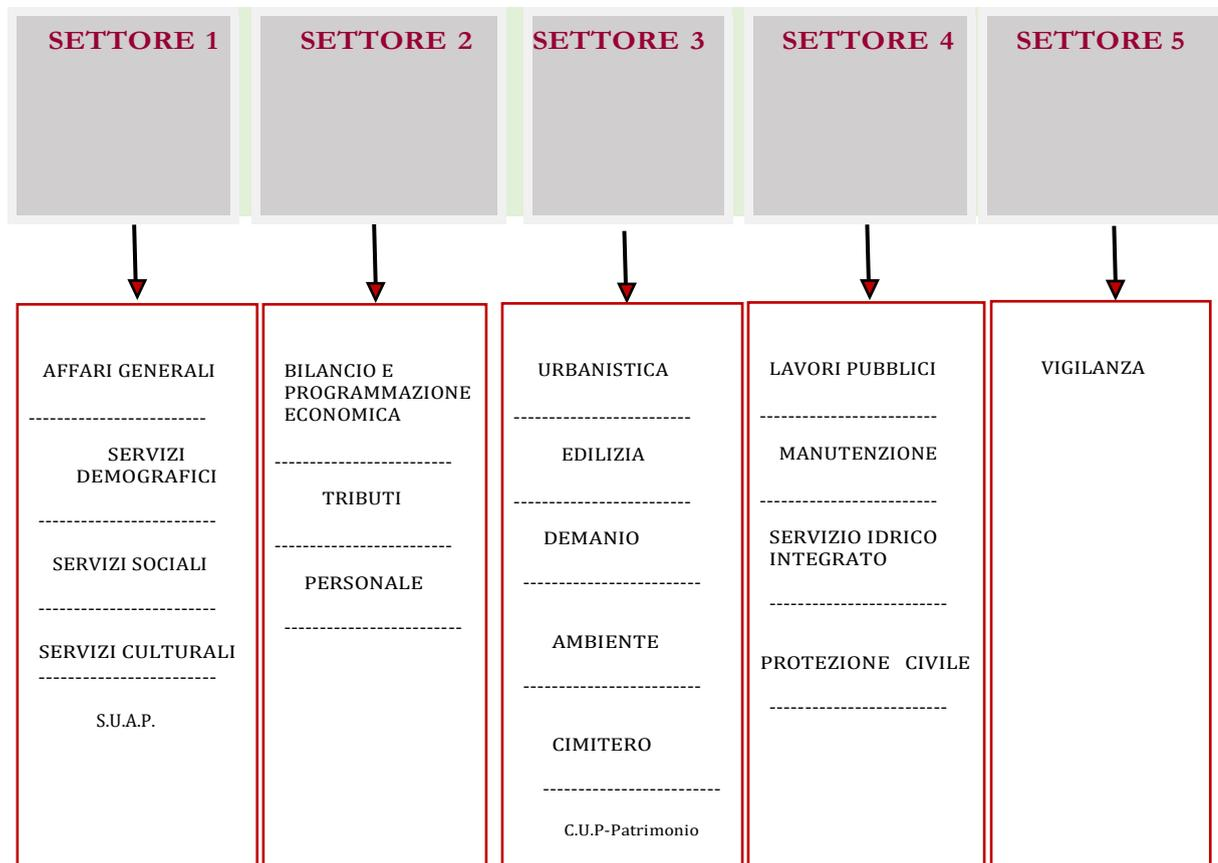 SETTORE 1
SETTORE 2
SETTORE 3
SETTORE 4
SETTORE 5
AFFARI GENERALI
-------------------------
SERVIZI
DEMOGRAFICI
-------------------------
SERVIZI SOCIALI
-------------------------
SERVIZI CULTURALI
-------------------------
S.U.A.P.
BILANCIO E
PROGRAMMAZIONE
ECONOMICA
-------------------------
TRIBUTI
-------------------------
PERSONALE
-------------------------
URBANISTICA
-------------------------
EDILIZIA
-------------------------
DEMANIO
-------------------------
AMBIENTE
-------------------------
CIMITERO
-------------------------
C.U.P-Patrimonio
LAVORI PUBBLICI
-------------------------
MANUTENZIONE
-------------------------
SERVIZIO IDRICO
INTEGRATO
-------------------------
PROTEZIONE CIVILE
-------------------------
VIGILANZA